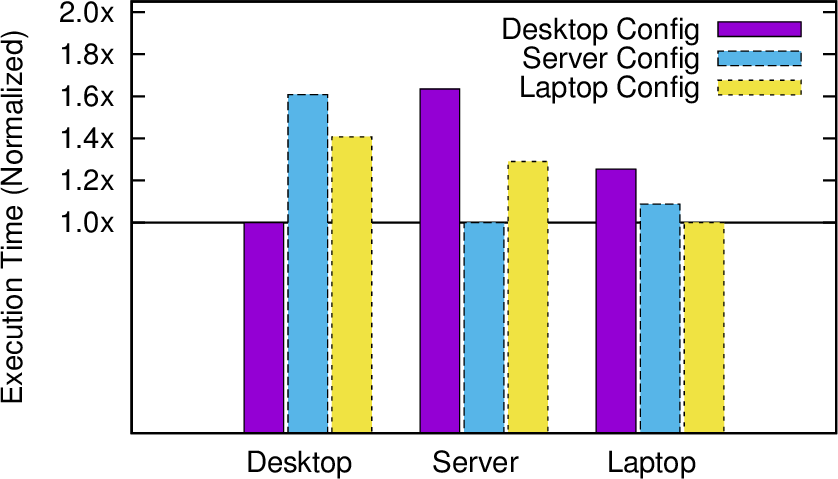 Execution Time (Normalized)
2.0x
1.8x
1.6x
1.4x
1.2x
1.0x
Desktop Config
Server Config
Laptop Config
Desktop
Server
Laptop